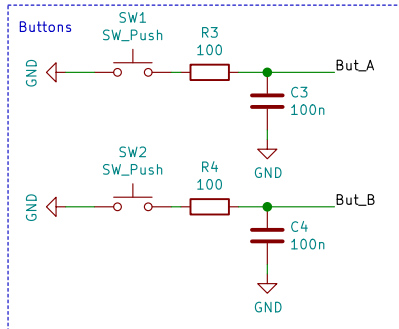 Buttons
SW1
SW_Push
R3
100
But_A
GND
C3
100n
GND
SW2
SW_Push
R4
100
But_B
GND
C4
100n
GND